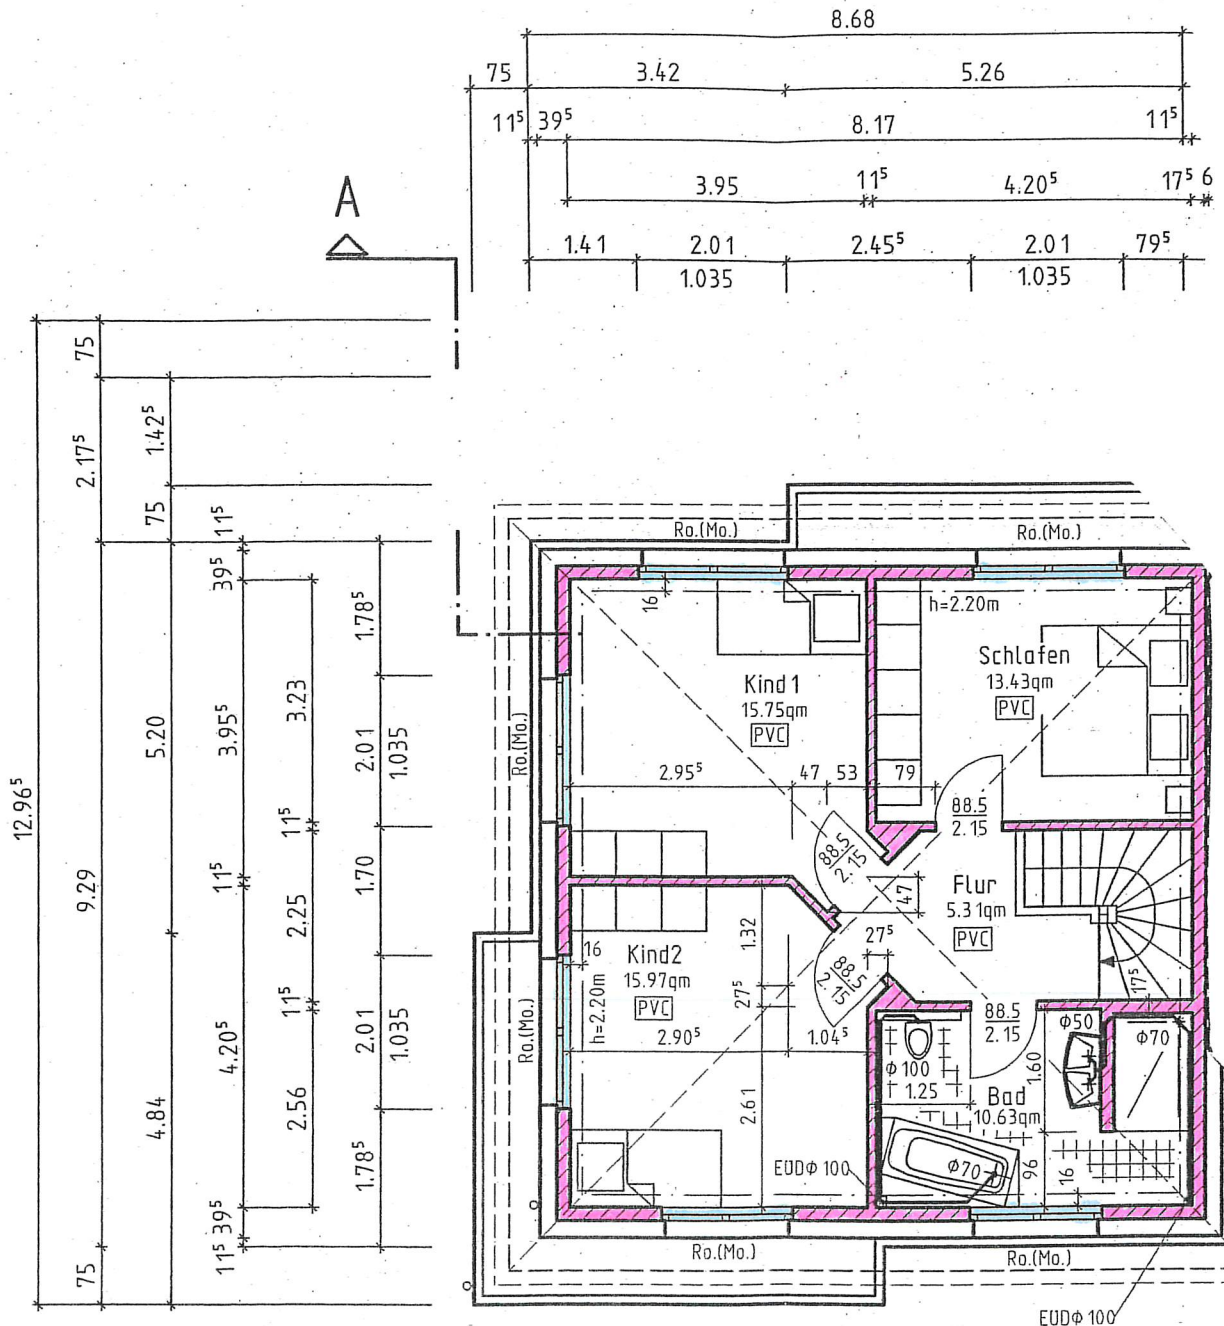 8.68
75 3.42 5.26
11⁵ 39⁵ 8.17 11⁵
3.95 11⁵ 4.20⁵ 17⁵ 6
A
1.41 2.01 2.45⁵ 2.01 79⁵
1.035 1.035
12.96⁵
75
2.17⁵
9.29
75
1.42⁵
75
5.20
4.84
11⁵
39⁵
3.95⁵
11⁵
4.20⁵
39⁵
11⁵
3.23
11⁵
2.25
11⁵
2.56
1.78⁵
2.01
1.035
1.70
2.01
1.035
1.78⁵
Ro.(Mo.)
Ro.(Mo.)
Ro.(Mo.)
Ro.(Mo.)
16
h=2.20m
Kind 1
15.75qm
PVC
Schlafen
13.43qm
PVC
2.95⁵ 47 53 79
88.5
2.15
88.5
2.15
Flur
5.31qm
PVC
47
27⁵
17⁵
16
Kind2
15.97qm
PVC
h=2.20m
1.32
27⁵
88.5
2.15
2.90⁵ 1.04⁵
2.61
88.5
2.15
Φ50
Φ70
Φ 100
1.25
1.60
Bad
10.63qm
Φ70
96
16
EUDΦ 100
Ro.(Mo.)
Ro.(Mo.)
EUDΦ 100